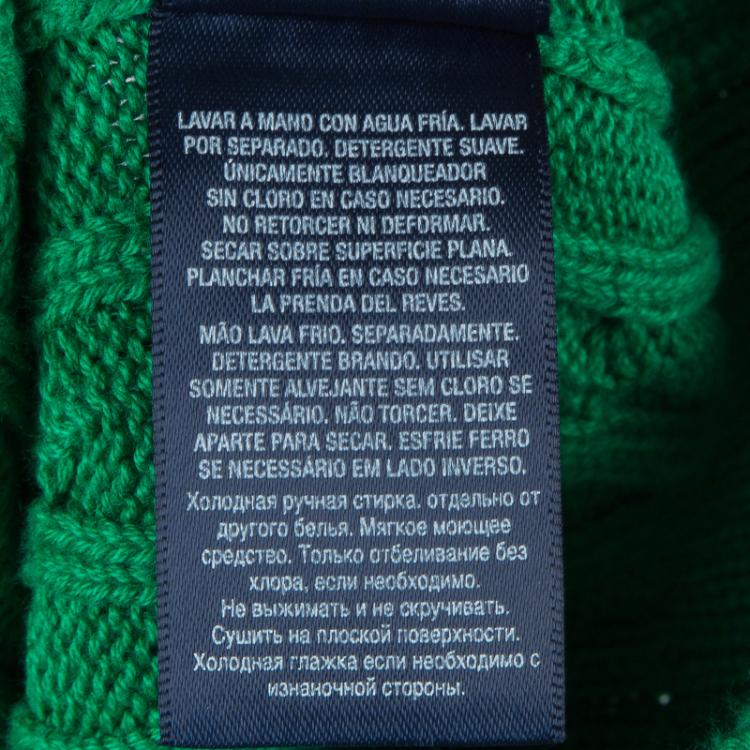 LAVAR A MANO CON AGUA FRÍA. LAVAR
POR SEPARADO. DETERGENTE SUAVE.
ÚNICAMENTE BLANQUEADOR
SIN CLORO EN CASO NECESARIO.
NO RETORCER NI DEFORMAR.
SECAR SOBRE SUPERFICIE PLANA.
PLANCHAR FRÍA EN CASO NECESARIO
LA PRENDA DEL REVES.
MÃO LAVA FRIO. SEPARADAMENTE.
DETERGENTE BRANDO. UTILISAR
SOMENTE ALVEJANTE SEM CLORO SE
NECESSÁRIO. NÃO TORCER. DEIXE
APARTE PARA SECAR. ESFRIE FERRO
SE NECESSÁRIO EM LADO INVERSO.
Холодная ручная стирка. отдельно от
другого белья. Мягкое моющее
средство. Только отбеливание без
хлора, если необходимо.
Не выжимать и не скручивать.
Сушить на плоской поверхности.
Холодная глажка если необходимо с
изнаночной стороны.